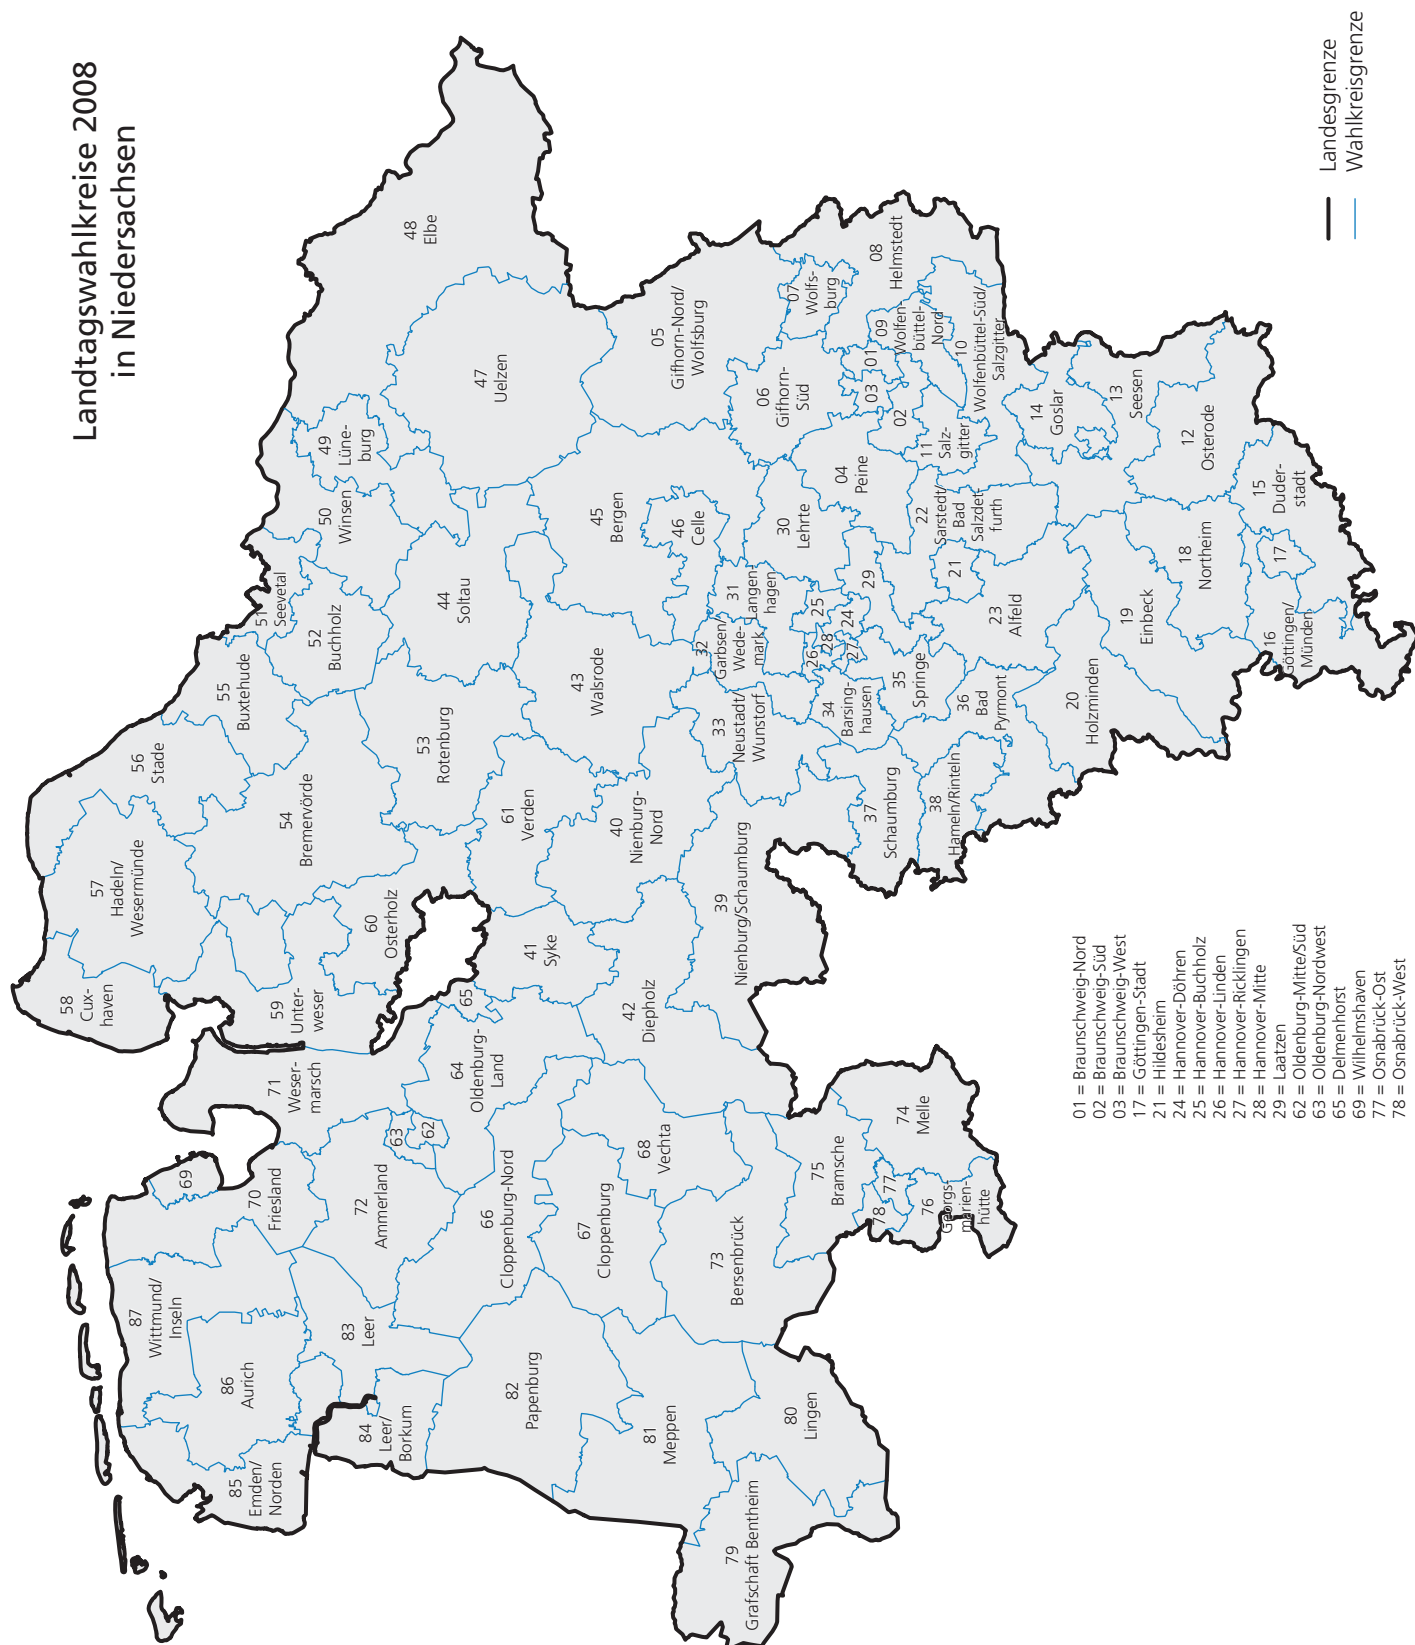 Landtagswahlkreise 2008
in Niedersachsen
48
Elbe
47
Uelzen
49
Lüne-
burg
50
Winsen
51
Seevetal
52
Buchholz
55
Buxtehude
56
Stade
57
Hadeln/
Wesermünde
58
Cux-
haven
54
Bremervörde
53
Rotenburg
44
Soltau
45
Bergen
46
Celle
43
Walsrode
61
Verden
60
Osterholz
59
Unter-
weser
71
Weser-
marsch
41
Syke
40
Nienburg-
Nord
42
Diepholz
39
Nienburg/Schaumburg
65
64
Oldenburg-
Land
63
62
69
70
Friesland
72
Ammerland
66
Cloppenburg-Nord
67
Cloppenburg
68
Vechta
87
Wittmund/
Inseln
86
Aurich
85
Emden/
Norden
83
Leer
84
Leer/
Borkum
82
Papenburg
81
Meppen
80
Lingen
79
Grafschaft Bentheim
73
Bersenbrück
75
Bramsche
74
Melle
78
77
76
Georgs-
marien-
hütte
05
Gifhorn-Nord/
Wolfsburg
06
Gifhorn-
Süd
07
Wolfs-
burg
08
Helmstedt
09
Wolfen-
büttel-
Nord
10
Wolfenbüttel-Süd/
Salzgitter
01
03
02
11
Salz-
gitter
04
Peine
30
Lehrte
31
Langen-
hagen
32
Garbsen/
Wede-
mark
33
Neustadt/
Wunstorf
34
Barsing-
hausen
25
26
28
24
27
29
35
Springe
36
Bad
Pyrmont
37
Schaumburg
38
Hameln/Rinteln
22
Sarstedt/
Bad
Salzdet-
furth
21
23
Alfeld
20
Holzminden
19
Einbeck
18
Northeim
14
Goslar
13
Seesen
12
Osterode
15
Duder-
stadt
17
16
Göttingen/
Münden
01 = Braunschweig-Nord
02 = Braunschweig-Süd
03 = Braunschweig-West
17 = Göttingen-Stadt
21 = Hildesheim
24 = Hannover-Döhren
25 = Hannover-Buchholz
26 = Hannover-Linden
27 = Hannover-Ricklingen
28 = Hannover-Mitte
29 = Laatzen
62 = Oldenburg-Mitte/Süd
63 = Oldenburg-Nordwest
65 = Delmenhorst
69 = Wilhelmshaven
77 = Osnabrück-Ost
78 = Osnabrück-West
Landesgrenze
Wahlkreisgrenze